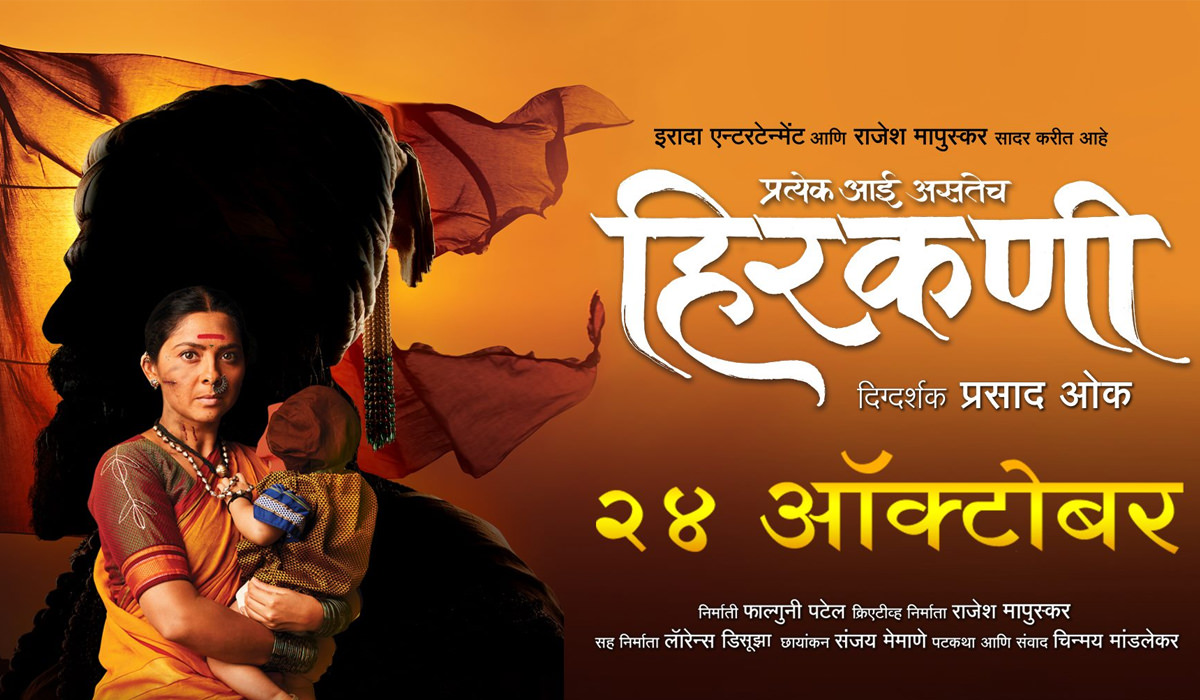 इरादा एन्टरटेन्मेंट आणि राजेश मापुस्कर सादर करीत आहे
प्रत्येक आई असतेच
हिरकणी
दिग्दर्शक प्रसाद ओक
२४ ऑक्टोबर
निर्माती फाल्गुनी पटेल क्रिएटीव्ह निर्माता राजेश मापुस्कर
सह निर्माता लॉरेन्स डिसूझा छायांकन संजय मेमाणे पटकथा आणि संवाद चिन्मय मांडलेकर